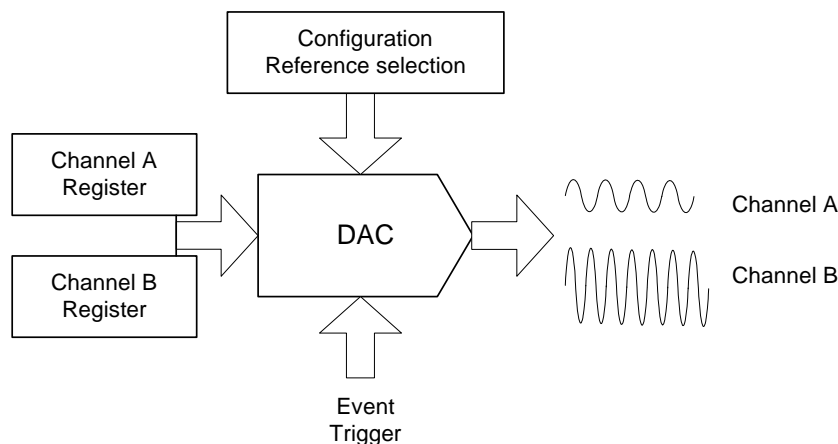 Configuration
Reference selection
Channel A
Register
Channel B
Register
DAC
Channel A
Channel B
Event
Trigger